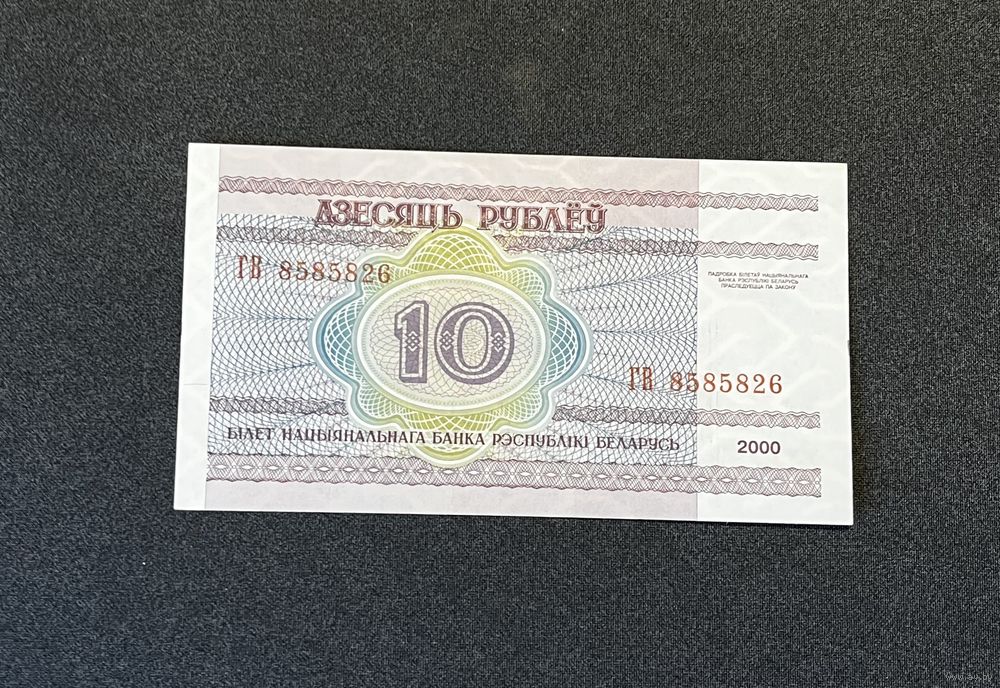 ДЗЕСЯЦЬ РУБЛЁЎ
ГВ 8585826
ПАДРОБКА БІЛЕТАЎ НАЦЫЯНАЛЬНАГА
БАНКА РЭСПУБЛІКІ БЕЛАРУСЬ
ПРАСЛЕДУЕЦЦА ПА ЗАКОНУ
10
ГВ 8585826
БІЛЕТ НАЦЫЯНАЛЬНАГА БАНКА РЭСПУБЛІКІ БЕЛАРУСЬ
2000